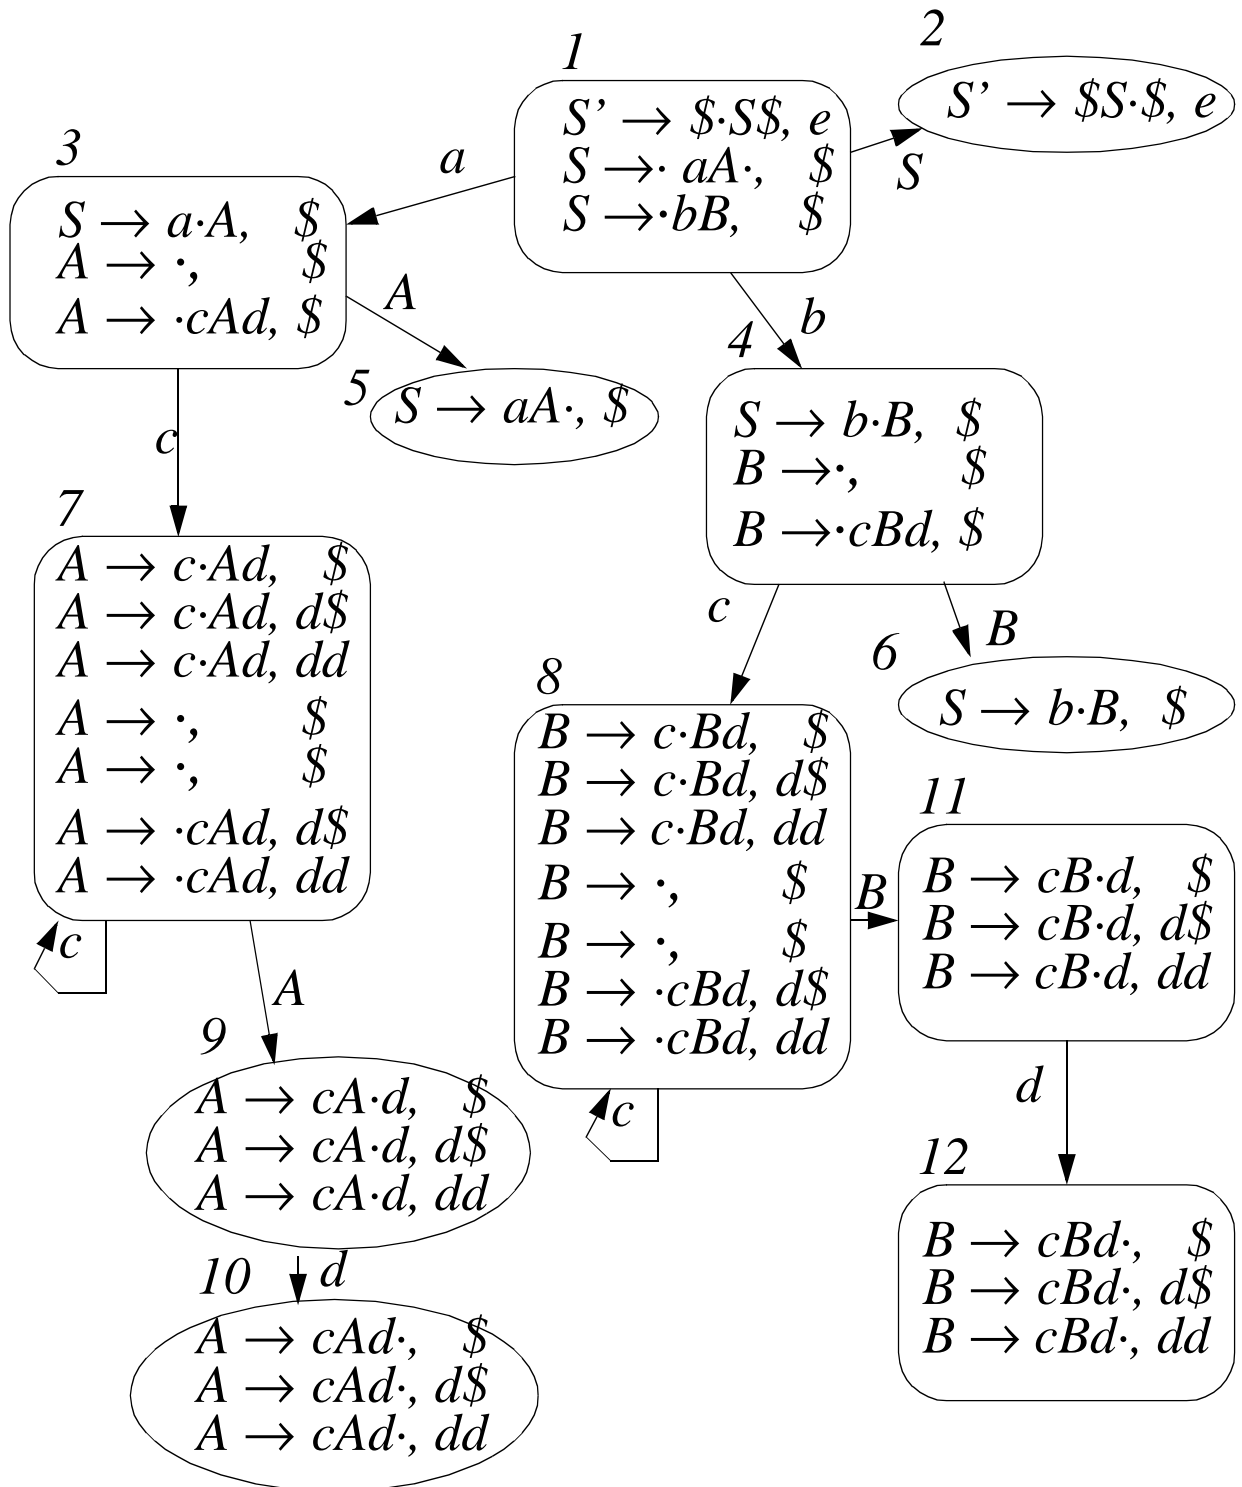 1
S' → $·S$, e
S →· aA·, $
S →·bB, $
2
S' → $S·$, e
S
a
3
S → a·A, $
A → ·, $
A → ·cAd, $
A
b
4
S → b·B, $
B →·, $
B →·cBd, $
5
S → aA·, $
c
c
B
6
S → b·B, $
7
A → c·Ad, $
A → c·Ad, d$
A → c·Ad, dd
A → ·, $
A → ·, $
A → ·cAd, d$
A → ·cAd, dd
c
A
8
B → c·Bd, $
B → c·Bd, d$
B → c·Bd, dd
B → ·, $
B → ·, $
B → ·cBd, d$
B → ·cBd, dd
c
B
11
B → cB·d, $
B → cB·d, d$
B → cB·d, dd
d
9
A → cA·d, $
A → cA·d, d$
A → cA·d, dd
d
10
A → cAd·, $
A → cAd·, d$
A → cAd·, dd
12
B → cBd·, $
B → cBd·, d$
B → cBd·, dd